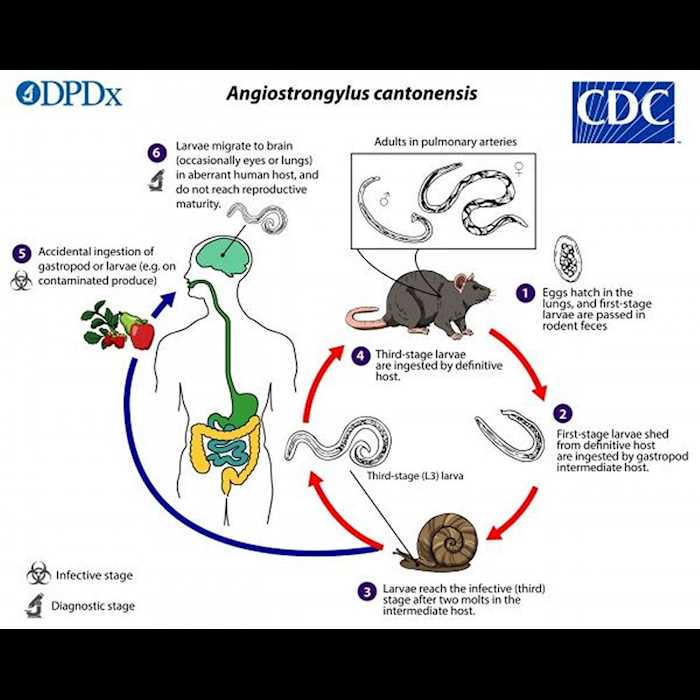 DPDx
Angiostrongylus cantonensis
CDC
6
Larvae migrate to brain
(occasionally eyes or lungs)
in aberrant human host, and
do not reach reproductive
maturity.
Adults in pulmonary arteries
♂
♀
5
Accidental ingestion of
gastropod or larvae (e.g. on
contaminated produce)
1
Eggs hatch in the
lungs, and first-stage
larvae are passed in
rodent feces
4
Third-stage larvae
are ingested by definitive
host.
2
First-stage larvae shed
from definitive host
are ingested by gastropod
intermediate host.
Third-stage (L3) larva
3
Larvae reach the infective (third)
stage after two molts in the
intermediate host.
Infective stage
Diagnostic stage